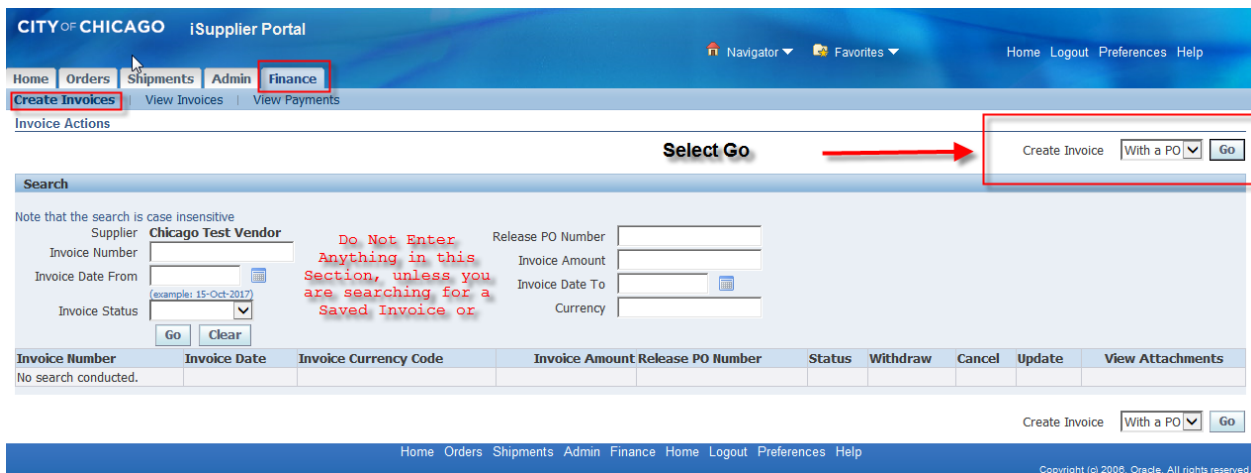 CITY OF CHICAGO iSupplier Portal
Navigator Favorites Home Logout Preferences Help
Home Orders Shipments Admin Finance
Create Invoices | View Invoices | View Payments
Invoice Actions
Select Go Create Invoice With a PO Go
Search
Note that the search is case insensitive
Supplier Chicago Test Vendor
Invoice Number
Invoice Date From
(example: 15-Oct-2017)
Invoice Status
Go Clear
Do Not Enter
Anything in this
Section, unless you
are searching for a
Saved Invoice or
Release PO Number
Invoice Amount
Invoice Date To
Currency
Invoice Number Invoice Date Invoice Currency Code Invoice Amount Release PO Number Status Withdraw Cancel Update View Attachments
No search conducted.
Create Invoice With a PO Go
Home Orders Shipments Admin Finance Home Logout Preferences Help
Copyright (c) 2006, Oracle. All rights reserved.